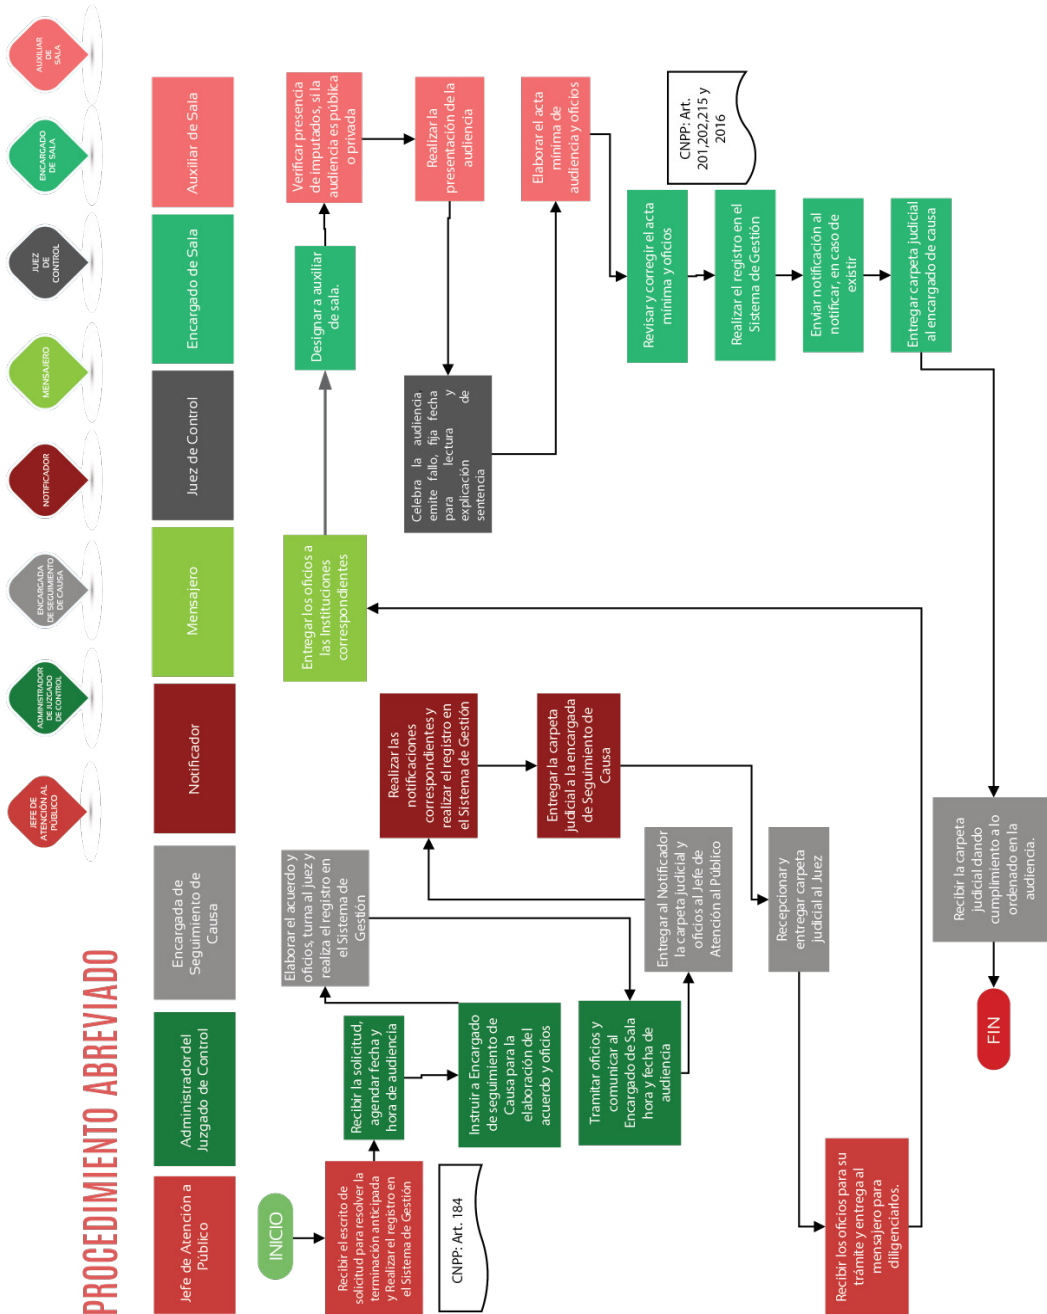 PROCEDIMIENTO ABREVIADO
JEFE DE
ATENCIÓN AL
PÚBLICO
ADMINISTRADOR
DE JUZGADO
DE CONTROL
ENCARGADA
DE SEGUIMIENTO
DE CAUSA
NOTIFICADOR
MENSAJERO
JUEZ
DE
CONTROL
ENCARGADO
DE SALA
AUXILIAR
DE
SALA
Jefe de Atención a
Público
Administrador del
Juzgado de Control
Encargada de
Seguimiento de
Causa
Notificador
Mensajero
Juez de Control
Encargado de Sala
Auxiliar de Sala
INICIO
Recibir el escrito de
solicitud para resolver la
terminación anticipada
y Realizar el registro en
el Sistema de Gestión
CNPP: Art. 184
Recibir la solicitud,
agendar fecha y
hora de audiencia
Instruir a Encargado
de seguimiento de
Causa para la
elaboración del
acuerdo y oficios
Elaborar el acuerdo y
oficios, turna al juez y
realiza el registro en
el Sistema de
Gestión
Tramitar oficios y
comunicar al
Encargado de Sala
hora y fecha de
audiencia
Entregar al Notificador
la carpeta judicial y
oficios al Jefe de
Atención al Público
Realizar las
notificaciones
correspondientes y
realizar el registro en
el Sistema de Gestión
Entregar la carpeta
judicial a la encargada
de Seguimiento de
Causa
Recepcionar y
entregar carpeta
judicial al Juez
Recibir los oficios para su
trámite y entrega al
mensajero para
diligenciarlos.
Entregar los oficios a
las Instituciones
correspondientes
Designar a auxiliar
de sala.
Verificar presencia
de imputados, si la
audiencia es pública
o privada
Realizar la
presentación de la
audiencia
Celebra la audiencia,
emite fallo, fija fecha
para lectura y
explicación de
sentencia
Elaborar el acta
mínima de
audiencia y oficios
CNPP: Art.
201,202,215 y
2016
Revisar y corregir el acta
mínima y oficios
Realizar el registro en el
Sistema de Gestión
Enviar notificación al
notificar, en caso de
existir
Entregar carpeta judicial
al encargado de causa
Recibir la carpeta
judicial dando
cumplimiento a lo
ordenado en la
audiencia.
FIN